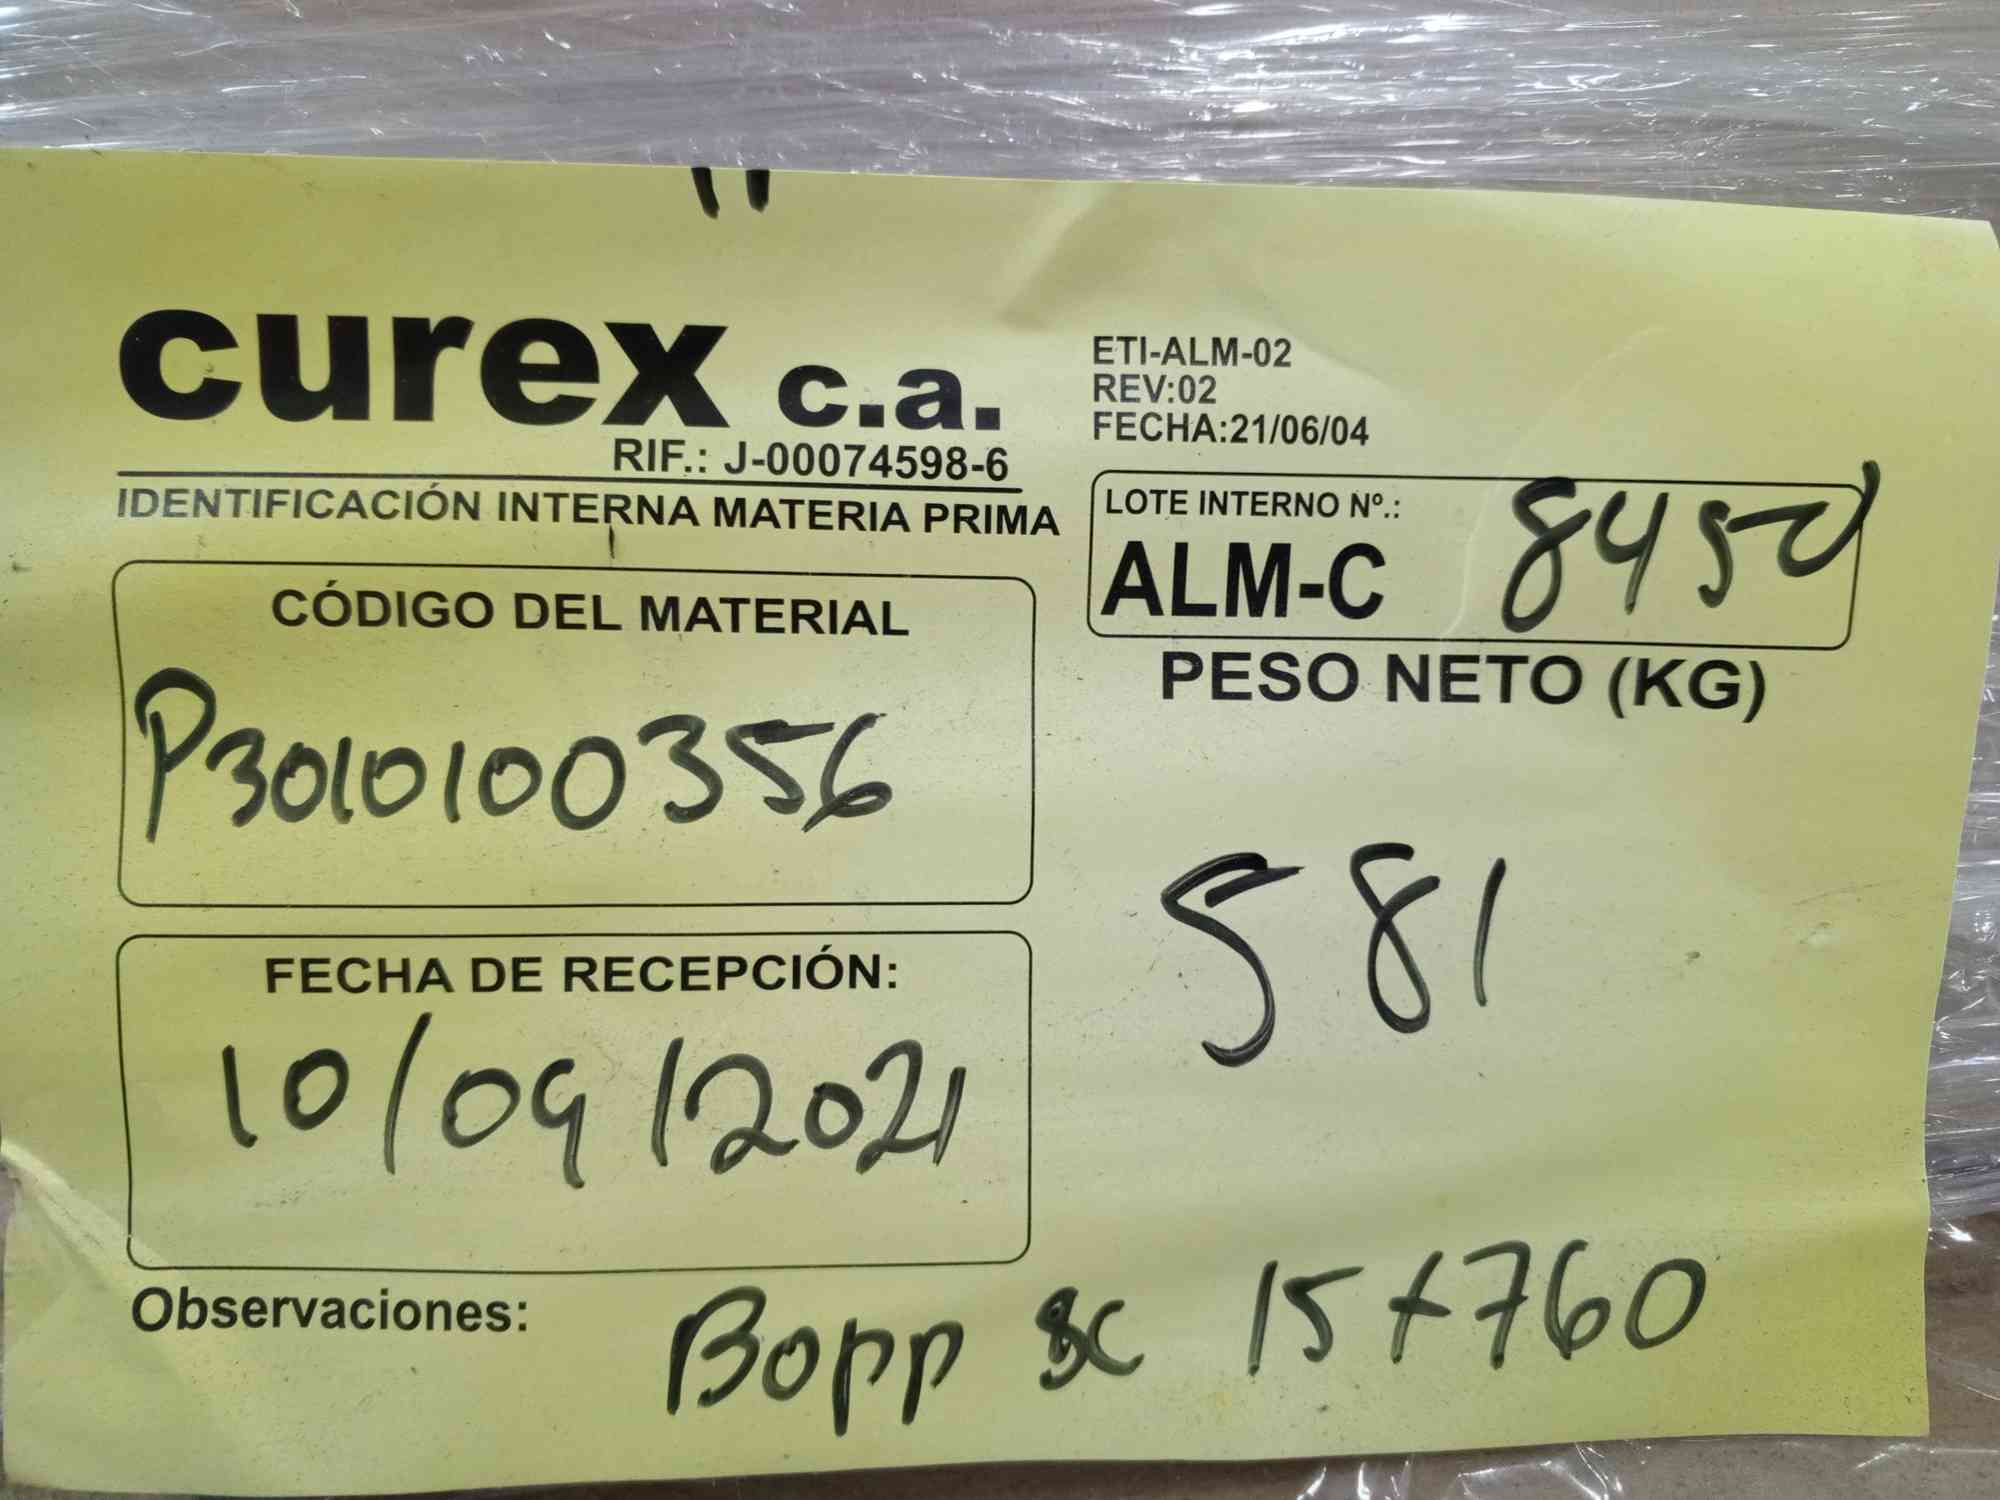 curex c.a.
RIF.: J-00074598-6
IDENTIFICACIÓN INTERNA MATERIA PRIMA
ETI-ALM-02
REV:02
FECHA:21/06/04
LOTE INTERNO Nº.:
ALM-C 8450
CÓDIGO DEL MATERIAL
P3010100356
PESO NETO (KG)
581
FECHA DE RECEPCIÓN:
10/09/2021
Observaciones: Bopp SC 15+760